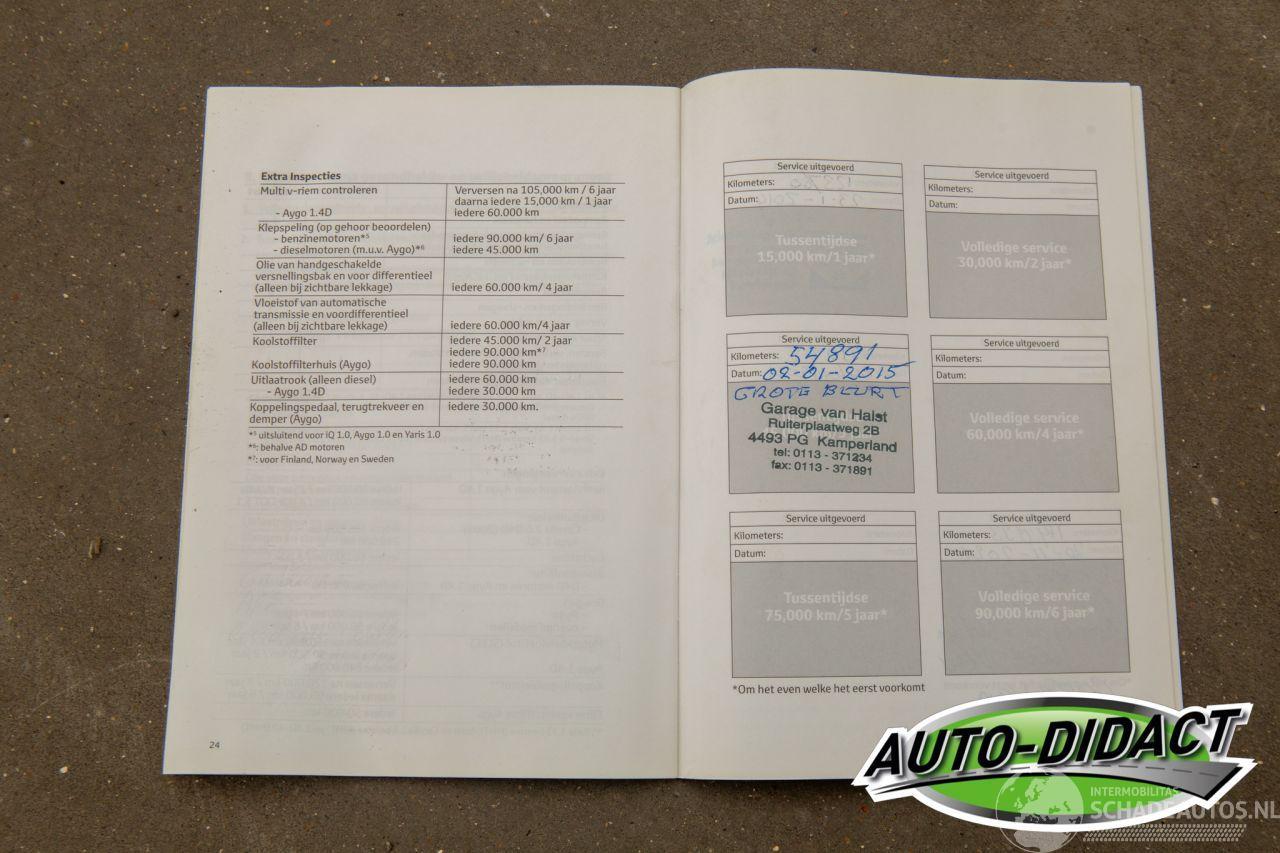 Extra Inspecties
Multi v-riem controleren Verversen na 105,000 km / 6 jaar
daarna iedere 15,000 km / 1 jaar
- Aygo 1.4D iedere 60.000 km
Klepspeling (op gehoor beoordelen)
- benzinemotoren*⁵ iedere 90.000 km/ 6 jaar
- dieselmotoren (m.u.v. Aygo)*⁶ iedere 45.000 km
Olie van handgeschakelde
versnellingsbak en voor differentieel
(alleen bij zichtbare lekkage) iedere 60.000 km/ 4 jaar
Vloeistof van automatische
transmissie en voordifferentieel
(alleen bij zichtbare lekkage) iedere 60.000 km/4 jaar
Koolstoffilter iedere 45.000 km/ 2 jaar
iedere 90.000 km*⁷
Koolstoffilterhuis (Aygo) iedere 90.000 km
Uitlaatrook (alleen diesel) iedere 60.000 km
- Aygo 1.4D iedere 30.000 km
Koppelingspedaal, terugtrekveer en iedere 30.000 km.
demper (Aygo)
*⁵ uitsluitend voor iQ 1.0, Aygo 1.0 en Yaris 1.0
*⁶: behalve AD motoren
*⁷: voor Finland, Norway en Sweden
24
Service uitgevoerd
Kilometers:
Datum:
Tussentijdse
15,000 km/1 jaar*
Service uitgevoerd
Kilometers:
Datum:
Volledige service
30,000 km/2 jaar*
Service uitgevoerd
Kilometers: 54891
Datum: 02-01-2015
GROTE BEURT
Garage van Halst
Ruiterplaatweg 2B
4493 PG Kamperland
tel: 0113 - 371234
fax: 0113 - 371891
Service uitgevoerd
Kilometers:
Datum:
Volledige service
60,000 km/4 jaar*
Service uitgevoerd
Kilometers:
Datum:
Tussentijdse
75,000 km/5 jaar*
Service uitgevoerd
Kilometers:
Datum:
Volledige service
90,000 km/6 jaar*
*Om het even welke het eerst voorkomt
AUTO-DIDACT
INTERMOBILITAS
SCHADEAUTOS.NL